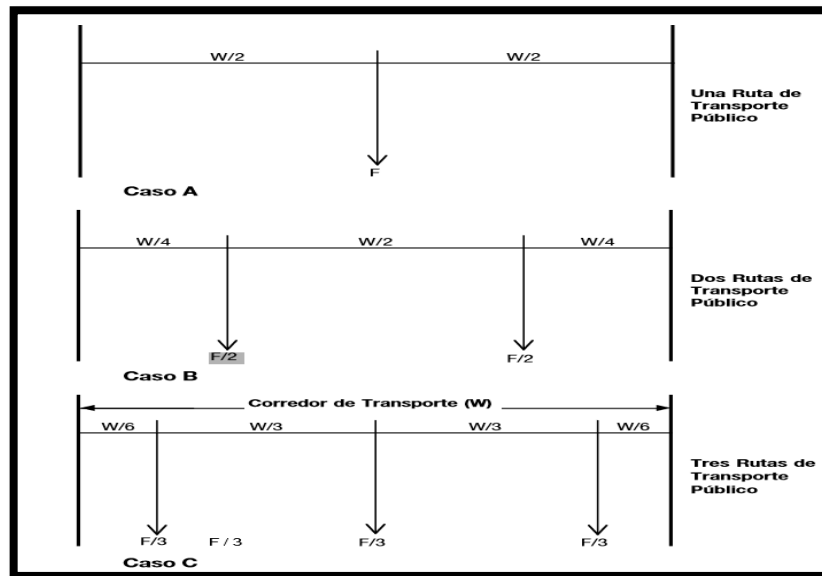 W/2 W/2
Una Ruta de
Transporte
Público
F
Caso A
W/4 W/2 W/4
Dos Rutas de
Transporte
Público
F/2 F/2
Caso B
Corredor de Transporte (W)
W/6 W/3 W/3 W/6
Tres Rutas de
Transporte
Público
F/3 F / 3 F/3 F/3
Caso C